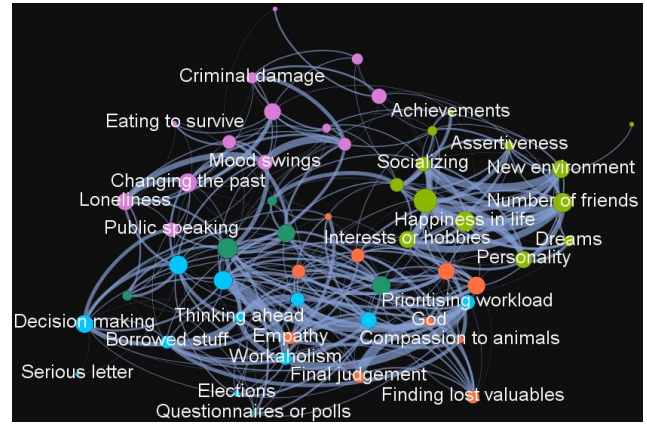 Criminal damage
Achievements
Eating to survive
Assertiveness
Mood swings
Socializing
New environment
Changing the past
Loneliness
Number of friends
Happiness in life
Public speaking
Interests or hobbies
Dreams
Personality
Prioritising workload
Decision making
Thinking ahead
God
Borrowed stuff
Empathy
Compassion to animals
Workaholism
Serious letter
Final judgement
Elections
Finding lost valuables
Questionnaires or polls